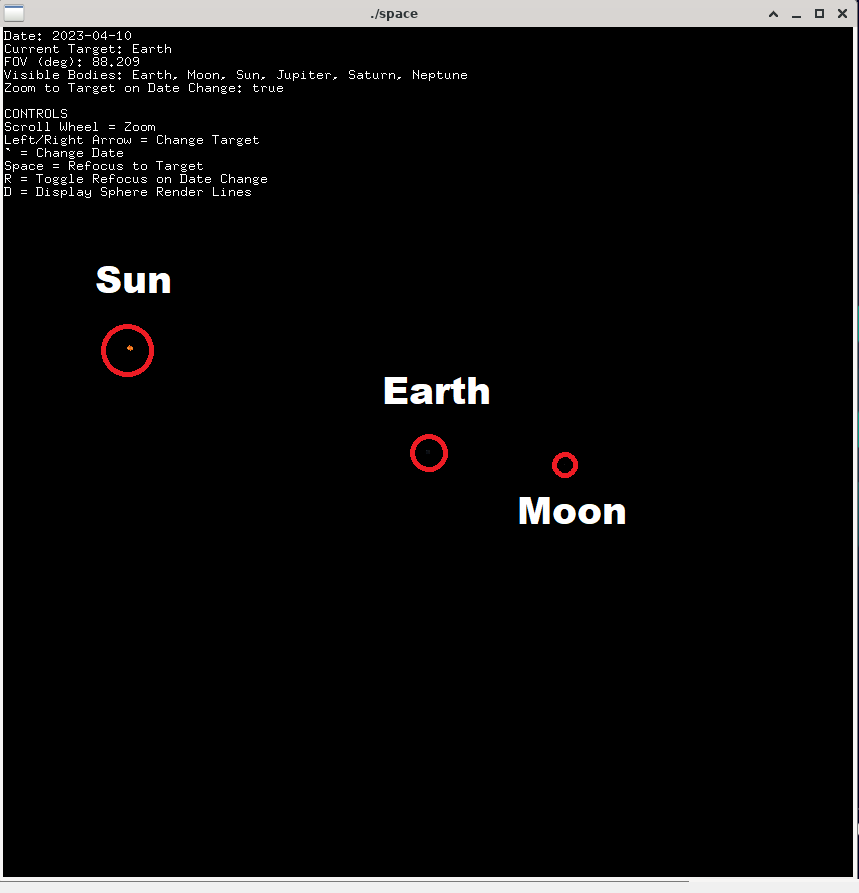 ./space
Date: 2023-04-10
Current Target: Earth
FOV (deg): 88.209
Visible Bodies: Earth, Moon, Sun, Jupiter, Saturn, Neptune
Zoom to Target on Date Change: true
CONTROLS
Scroll Wheel = Zoom
Left/Right Arrow = Change Target
` = Change Date
Space = Refocus to Target
R = Toggle Refocus on Date Change
D = Display Sphere Render Lines
Sun
Earth
Moon